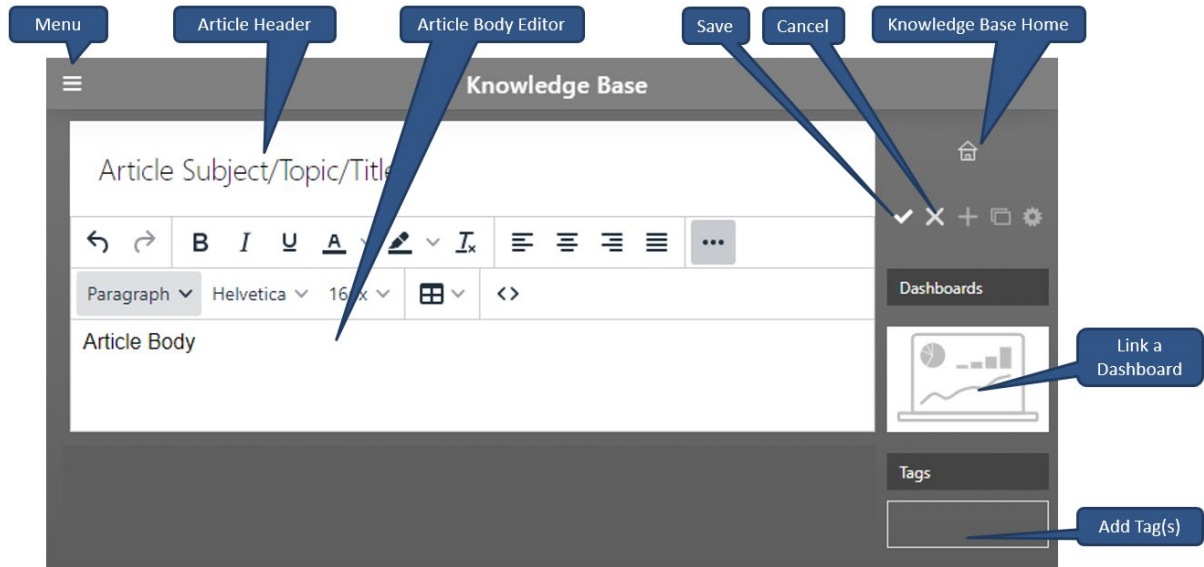 Menu
Article Header
Article Body Editor
Save
Cancel
Knowledge Base Home
Knowledge Base
Article Subject/Topic/Title
B I U A
Paragraph Helvetica
Dashboards
Article Body
Link a
Dashboard
Tags
Add Tag(s)